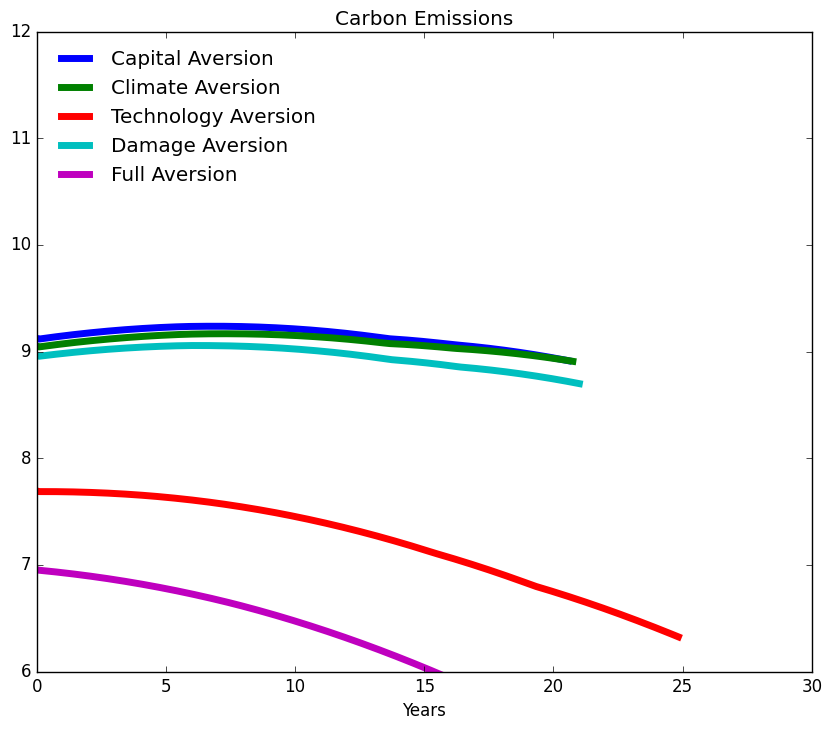 Carbon Emissions
12
11
10
9
8
7
6
Capital Aversion
Climate Aversion
Technology Aversion
Damage Aversion
Full Aversion
0 5 10 15 20 25 30
Years